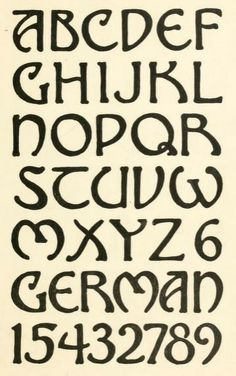 ABCDEF
GHIJKL
NOPQR
STUVW
MXYZ6
GERMAN
15432789